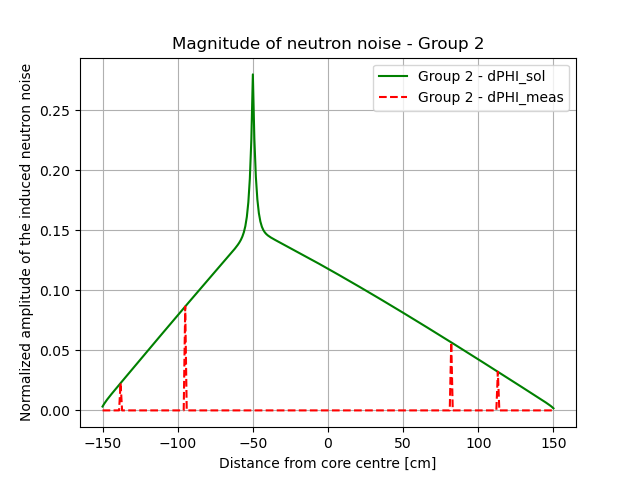 Magnitude of neutron noise - Group 2
Normalized amplitude of the induced neutron noise
Group 2 - dPHI_sol
Group 2 - dPHI_meas
0.25
0.20
0.15
0.10
0.05
0.00
−150 −100 −50 0 50 100 150
Distance from core centre [cm]